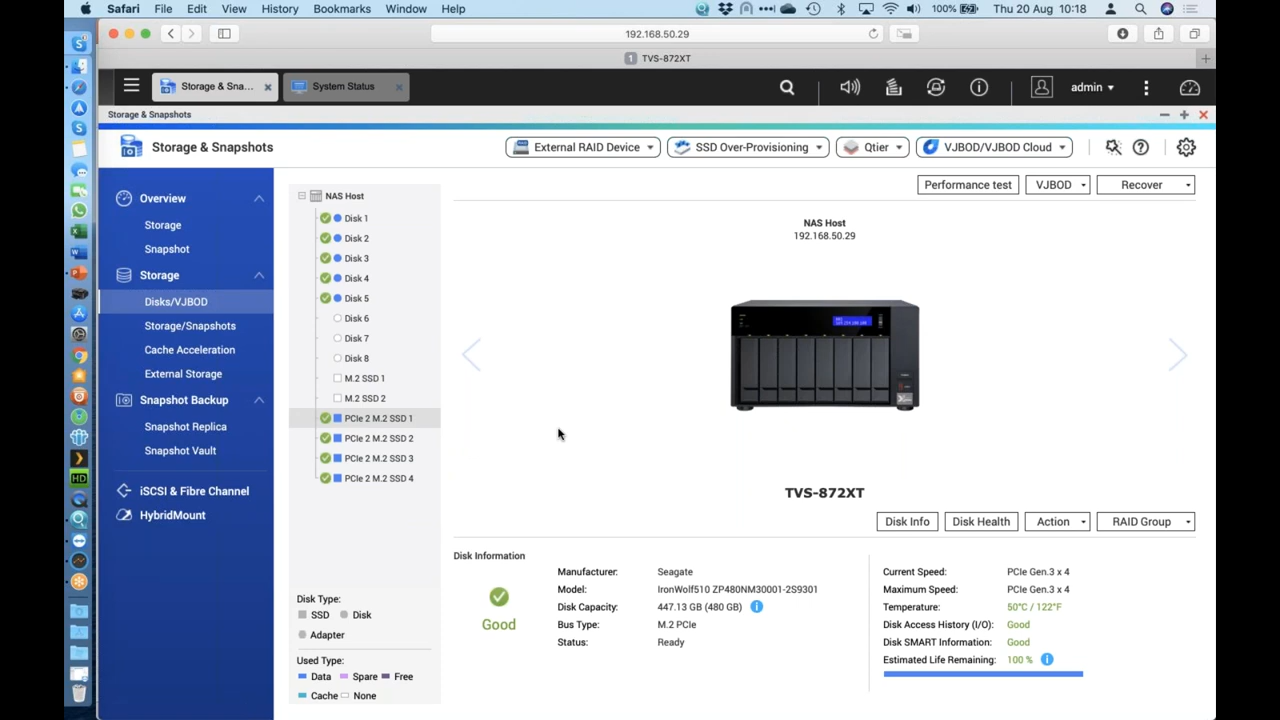 Safari File Edit View History Bookmarks Window Help 100% Thu 20 Aug 10:18
192.168.50.29
1 TVS-872XT
Storage & Sna... × System Status × admin
Storage & Snapshots
Storage & Snapshots External RAID Device SSD Over-Provisioning Qtier VJBOD/VJBOD Cloud
Performance test VJBOD Recover
Overview
Storage
Snapshot
Storage
Disks/VJBOD
Storage/Snapshots
Cache Acceleration
External Storage
Snapshot Backup
Snapshot Replica
Snapshot Vault
iSCSI & Fibre Channel
HybridMount
NAS Host
Disk 1
Disk 2
Disk 3
Disk 4
Disk 5
Disk 6
Disk 7
Disk 8
M.2 SSD 1
M.2 SSD 2
PCIe 2 M.2 SSD 1
PCIe 2 M.2 SSD 2
PCIe 2 M.2 SSD 3
PCIe 2 M.2 SSD 4
Disk Type:
SSD Disk
Adapter
Used Type:
Data Spare Free
Cache None
NAS Host
192.168.50.29
TVS-872XT
Disk Info Disk Health Action RAID Group
Disk Information
Good
Manufacturer: Seagate
Model: IronWolf510 ZP480NM30001-2S9301
Disk Capacity: 447.13 GB (480 GB)
Bus Type: M.2 PCIe
Status: Ready
Current Speed: PCIe Gen.3 x 4
Maximum Speed: PCIe Gen.3 x 4
Temperature: 50°C / 122°F
Disk Access History (I/O): Good
Disk SMART Information: Good
Estimated Life Remaining: 100 %
HD